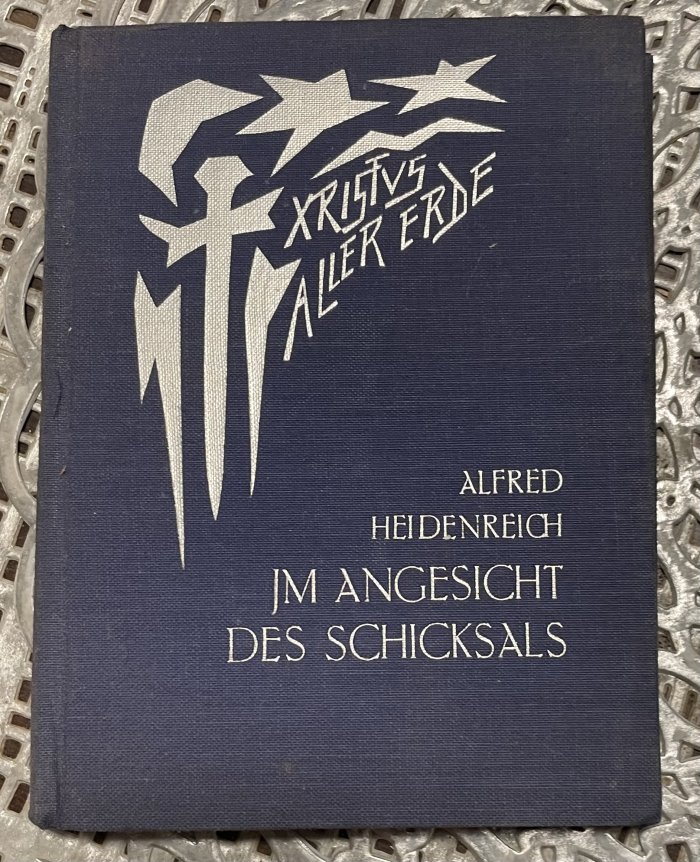 XRISTVS
ALLER ERDE
ALFRED
HEIDENREICH
JM ANGESICHT
DES SCHICKSALS